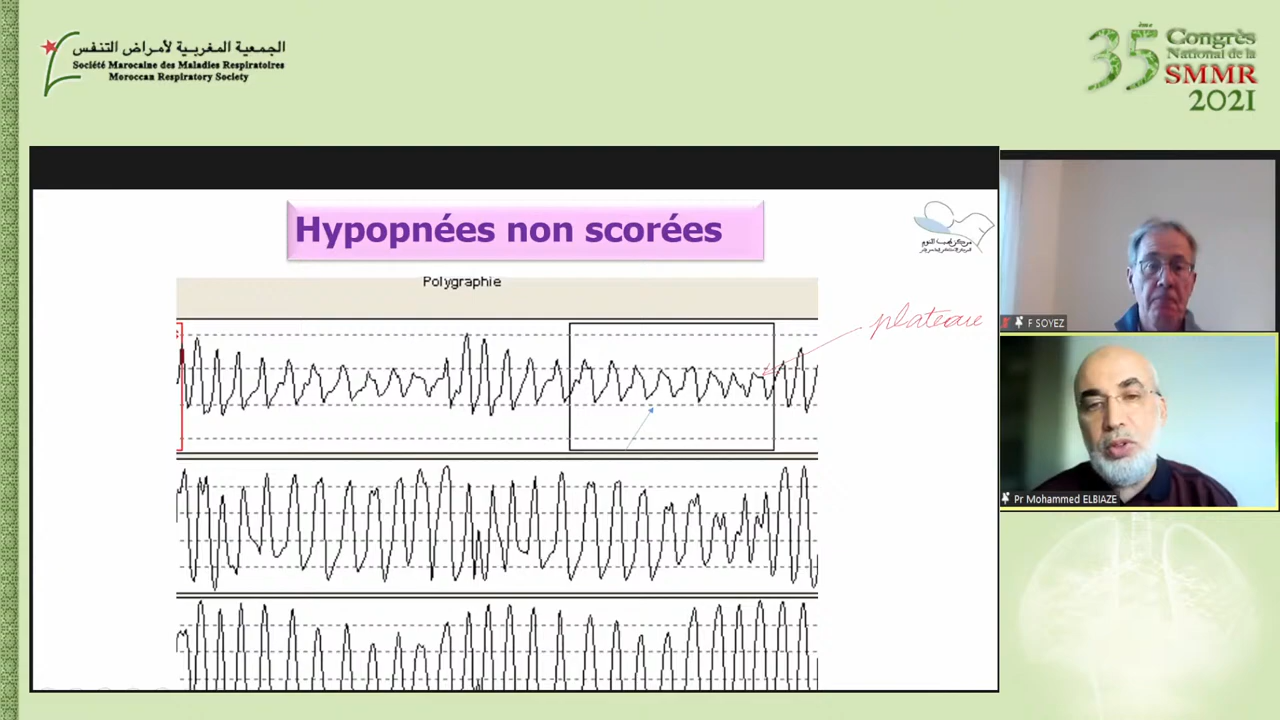 الجمعية المغربية لأمراض التنفس
Société Marocaine des Maladies Respiratoires
Moroccan Respiratory Society
35ème Congrès
National de la
SMMR
2021
Hypopnées non scorées
Polygraphie
plateau
F SOYEZ
Pr Mohammed ELBIAZE